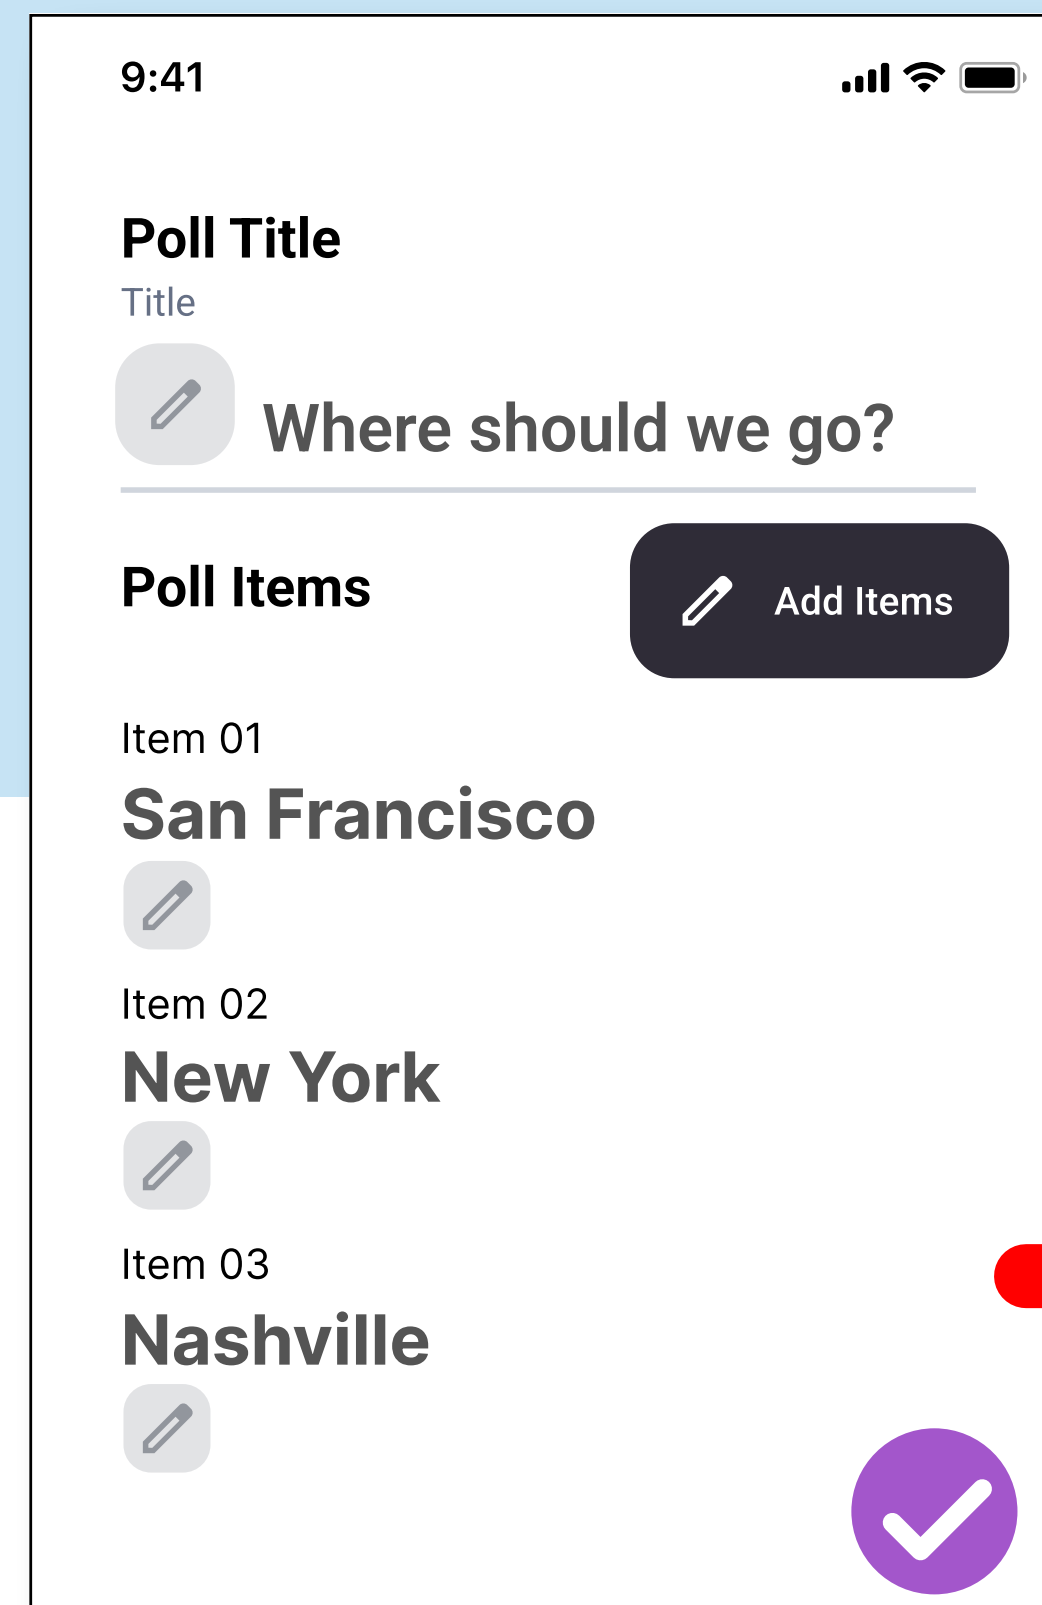 9:41
Poll Title
Title
Where should we go?
Poll Items
Add Items
Item 01
San Francisco
Item 02
New York
Item 03
Nashville